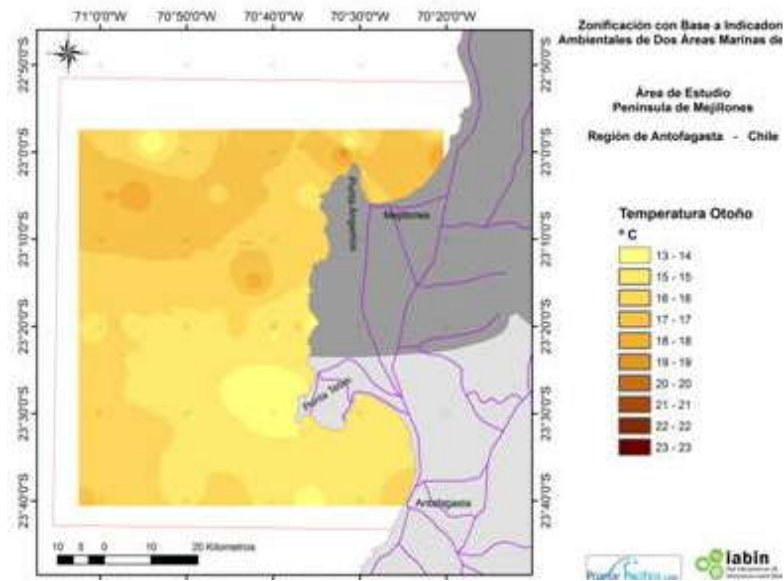 71°0'0"W 70°50'0"W 70°40'0"W 70°30'0"W 70°20'0"W
Zonificación con Base a Indicador
Ambientales de Dos Áreas Marinas de
Área de Estudio
Península de Mejillones
Región de Antofagasta - Chile
22°50'0"S 22°50'0"S
23°0'0"S 23°0'0"S
23°10'0"S 23°10'0"S
23°20'0"S 23°20'0"S
23°30'0"S 23°30'0"S
23°40'0"S 23°40'0"S
Punta Angamos
Mejillones
Punta Tetas
Antofagasta
10 5 0 10 20 Kilometros
Temperatura Otoño
° C
13 - 14
15 - 15
16 - 16
17 - 17
18 - 18
19 - 19
20 - 20
21 - 21
22 - 22
23 - 23
iabin